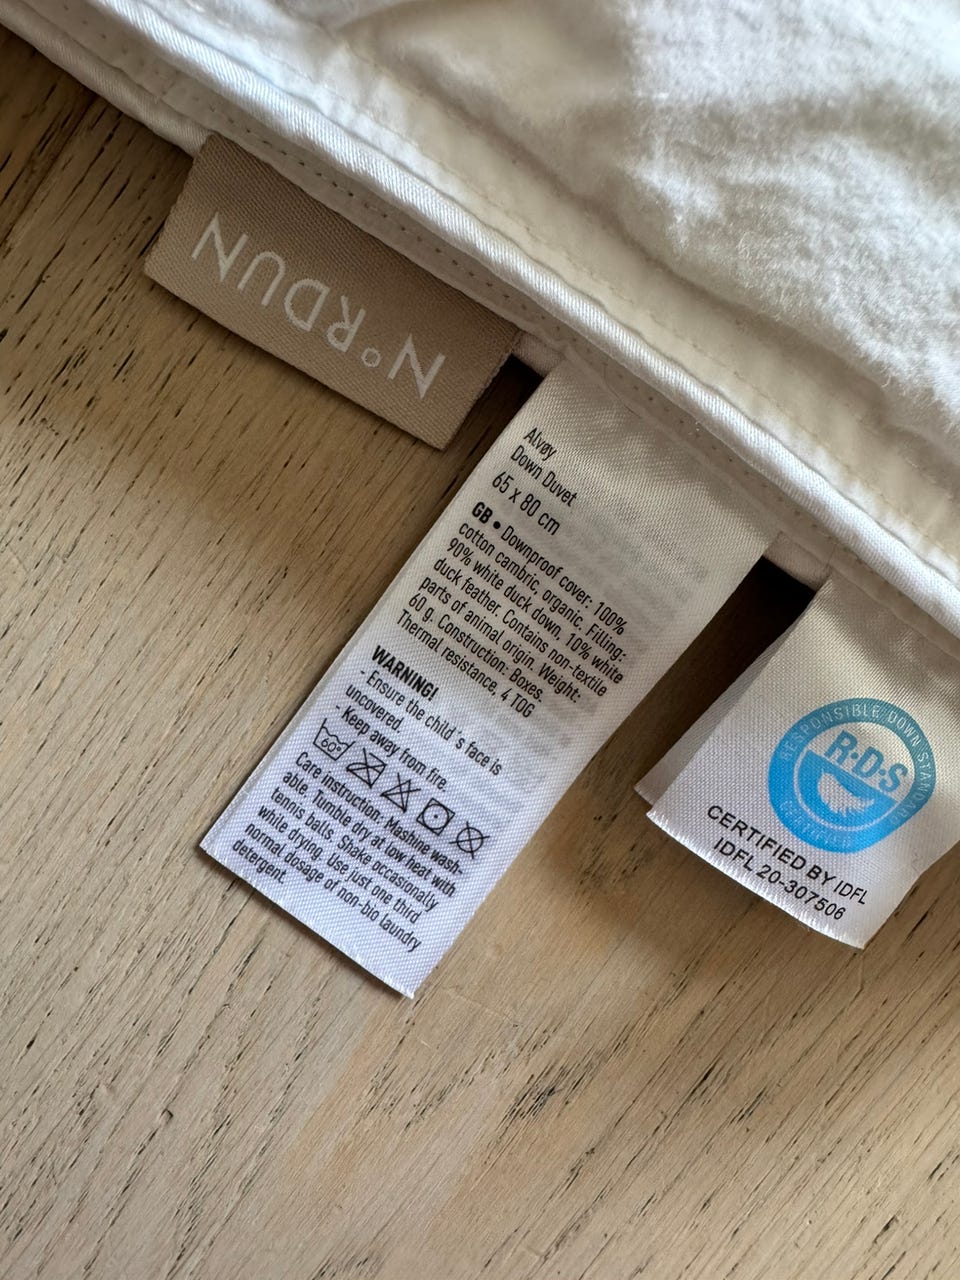 N°RDUN
Alvøy
Down Duvet
65 x 80 cm
GB • Downproof cover: 100%
cotton cambric, organic. Filling:
90% white duck down, 10% white
duck feather. Contains non-textile
parts of animal origin. Weight:
60 g. Construction: Boxes.
Thermal resistance, 4 TOG
WARNING!
- Ensure the child´s face is
uncovered.
- Keep away from fire.
60°
Care instruction: Mashine wash-
able. Tumble dry at low heat with
tennis balls. Shake occasionally
while drying. Use just one third
normal dosage of non-bio laundry
detergent.
RESPONSIBLE DOWN STANDARD
R·D·S
CERTIFIED
CERTIFIED BY IDFL
IDFL 20-307506